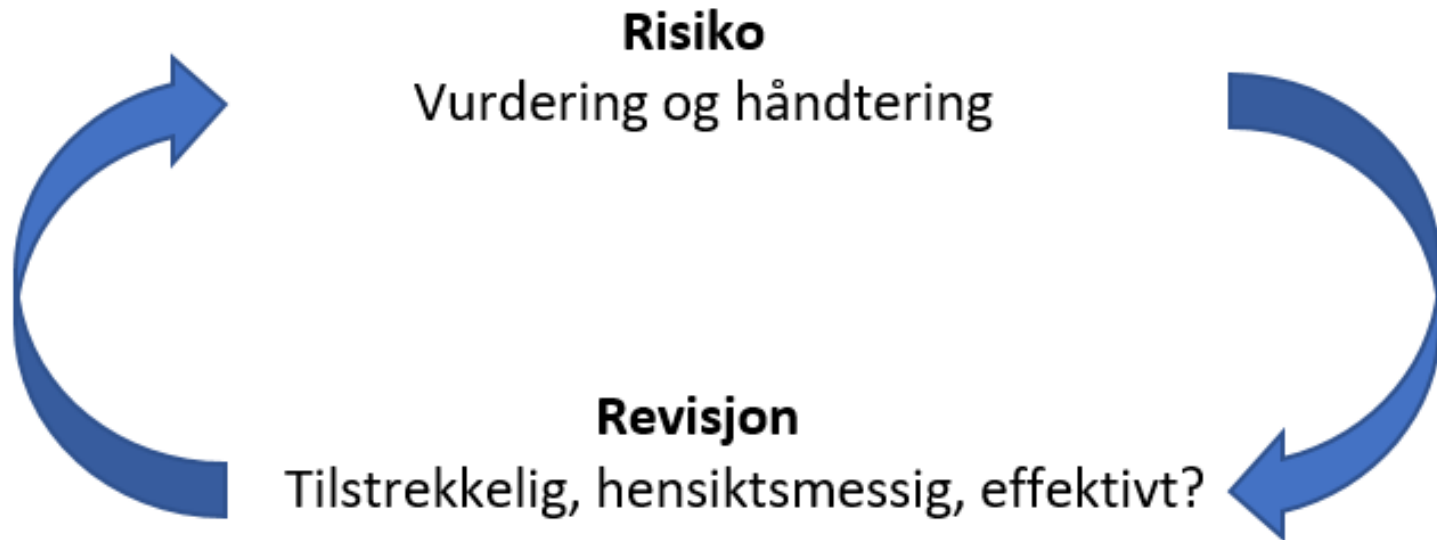 Risiko
Vurdering og håndtering
Revisjon
Tilstrekkelig, hensiktsmessig, effektivt?